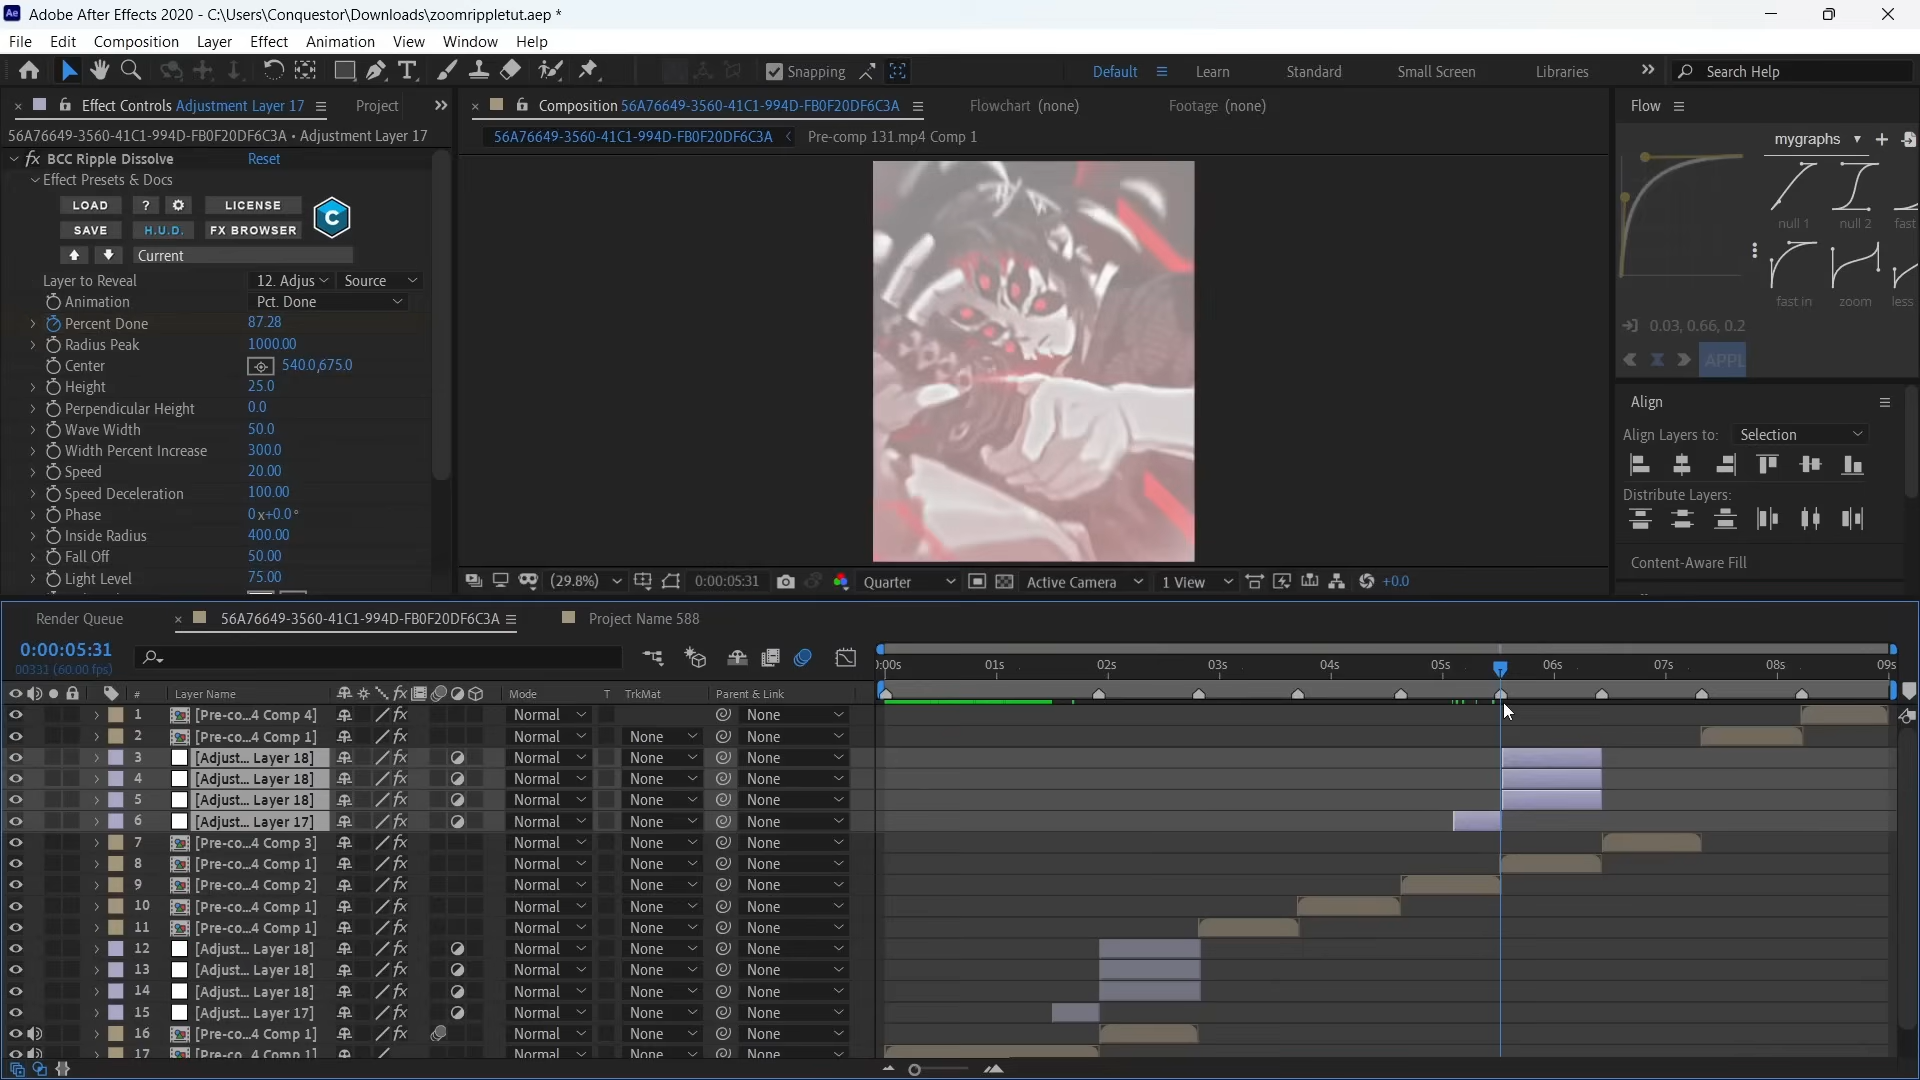 Adobe After Effects 2020 - C:\Users\Conquestor\Downloads\zoomrippletut.aep *
File Edit Composition Layer Effect Animation View Window Help
Snapping Default Learn Standard Small Screen Libraries Search Help
Effect Controls Adjustment Layer 17 Project
56A76649-3560-41C1-994D-FB0F20DF6C3A • Adjustment Layer 17
fx BCC Ripple Dissolve Reset
Effect Presets & Docs
LOAD ? LICENSE
SAVE H.U.D. FX BROWSER
Current
Layer to Reveal 12. Adjus Source
Animation Pct. Done
Percent Done 87.28
Radius Peak 1000.00
Center 540.0,675.0
Height 25.0
Perpendicular Height 0.0
Wave Width 50.0
Width Percent Increase 300.0
Speed 20.00
Speed Deceleration 100.00
Phase 0x+0.0°
Inside Radius 400.00
Fall Off 50.00
Light Level 75.00
Composition 56A76649-3560-41C1-994D-FB0F20DF6C3A Flowchart (none) Footage (none)
56A76649-3560-41C1-994D-FB0F20DF6C3A < Pre-comp 131.mp4 Comp 1
(29.8%) 0:00:05:31 Quarter Active Camera 1 View +0.0
Flow
mygraphs
null 1 null 2 fast
fast in zoom less
0.03, 0.66, 0.2
APPL
Align
Align Layers to: Selection
Distribute Layers:
Content-Aware Fill
Render Queue 56A76649-3560-41C1-994D-FB0F20DF6C3A Project Name 588
0:00:05:31
00331 (60.00 fps)
):00s 01s 02s 03s 04s 05s 06s 07s 08s 09s
# Layer Name fx Mode T TrkMat Parent & Link
1 [Pre-co...4 Comp 4] fx Normal None
2 [Pre-co...4 Comp 1] fx Normal None None
3 [Adjust... Layer 18] fx Normal None None
4 [Adjust... Layer 18] fx Normal None None
5 [Adjust... Layer 18] fx Normal None None
6 [Adjust... Layer 17] fx Normal None None
7 [Pre-co...4 Comp 3] fx Normal None None
8 [Pre-co...4 Comp 1] fx Normal None None
9 [Pre-co...4 Comp 2] fx Normal None None
10 [Pre-co...4 Comp 1] fx Normal None None
11 [Pre-co...4 Comp 1] fx Normal None None
12 [Adjust... Layer 18] fx Normal None None
13 [Adjust... Layer 18] fx Normal None None
14 [Adjust... Layer 18] fx Normal None None
15 [Adjust... Layer 17] fx Normal None None
16 [Pre-co...4 Comp 1] fx Normal None None
17 [Pre-co...4 Comp 1] Normal None None